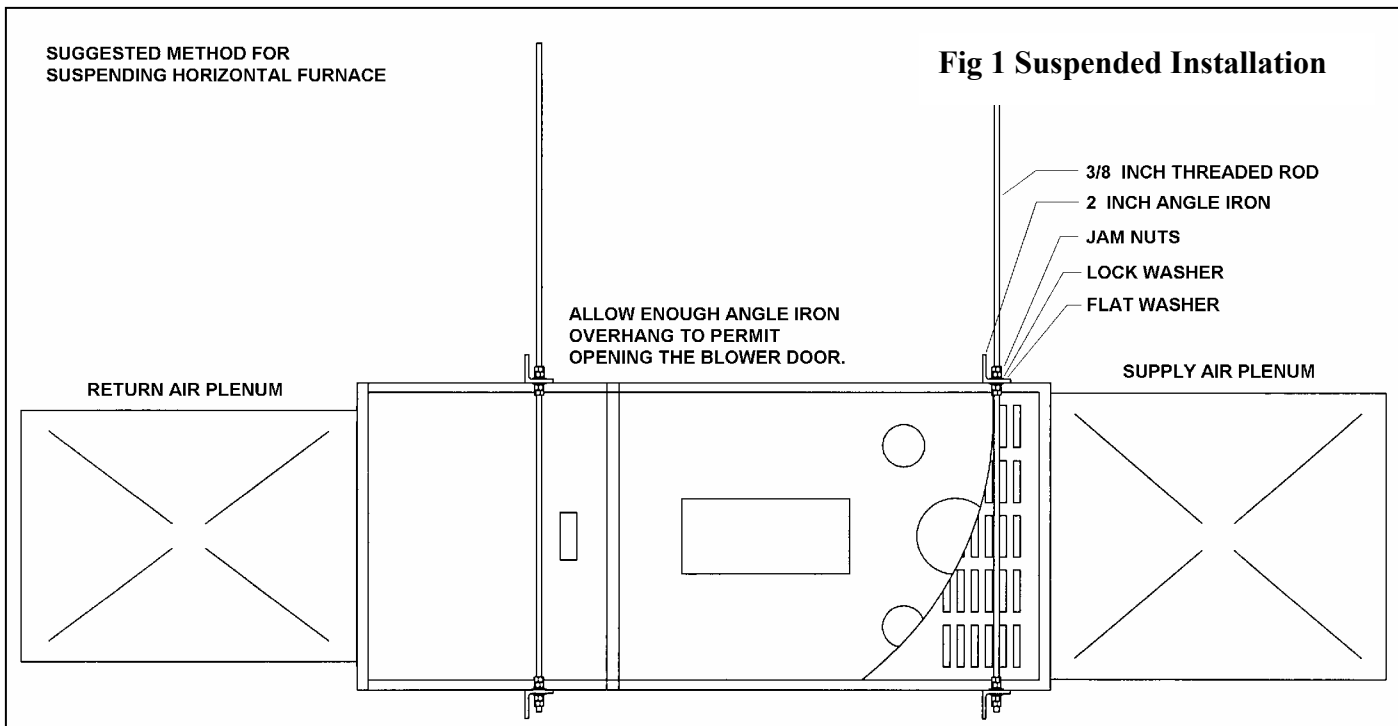 SUGGESTED METHOD FOR
SUSPENDING HORIZONTAL FURNACE
Fig 1 Suspended Installation
3/8 INCH THREADED ROD
2 INCH ANGLE IRON
JAM NUTS
LOCK WASHER
FLAT WASHER
ALLOW ENOUGH ANGLE IRON
OVERHANG TO PERMIT
OPENING THE BLOWER DOOR.
RETURN AIR PLENUM
SUPPLY AIR PLENUM